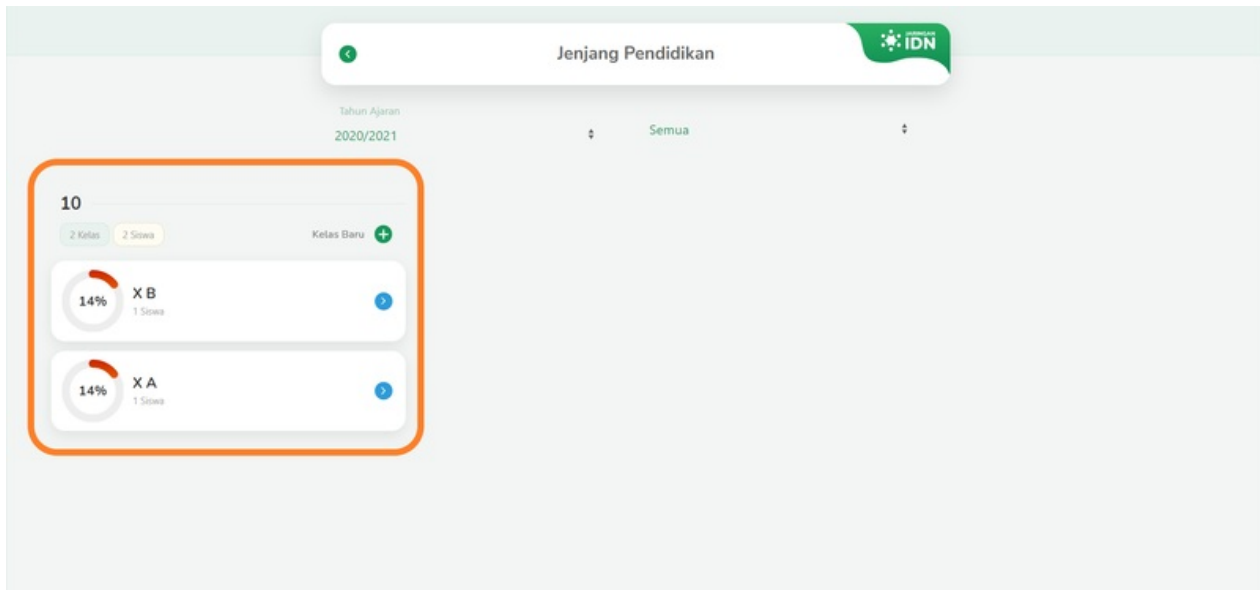 Jenjang Pendidikan
JARINGAN
IDN
Tahun Ajaran
2020/2021
Semua
10
2 Kelas
2 Siswa
Kelas Baru
14%
X B
1 Siswa
14%
X A
1 Siswa